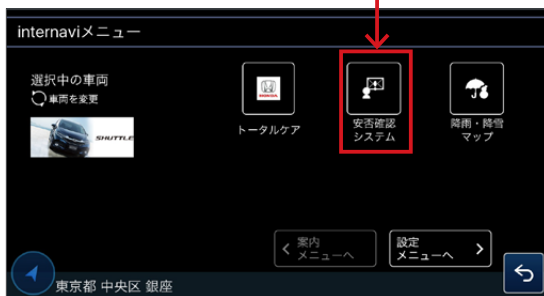 internaviメニュー
選択中の車両
車両を変更
SHUTTLE
HONDA
トータルケア
安否確認
システム
降雨・降雪
マップ
案内
メニューへ
設定
メニューへ
東京都 中央区 銀座